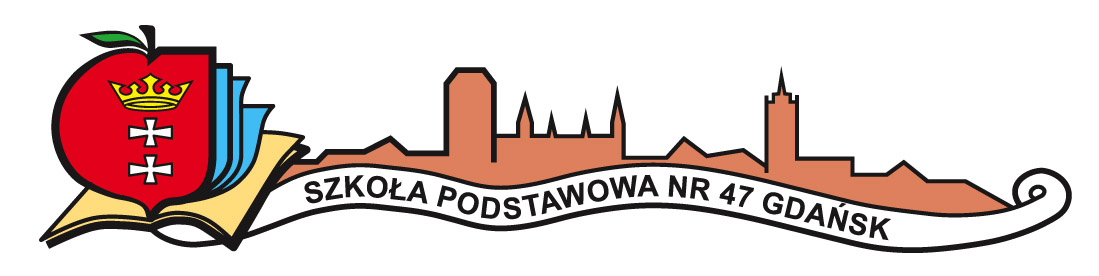 SZKOŁA PODSTAWOWA NR 47 GDAŃSK